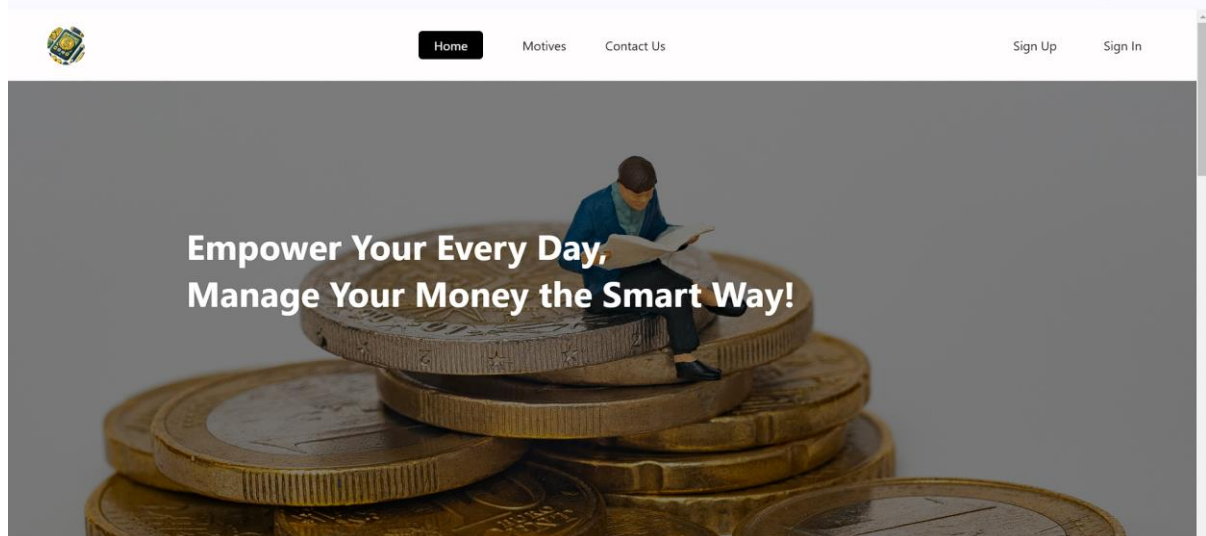 Home
Motives
Contact Us
Sign Up
Sign In
Empower Your Every Day,
Manage Your Money the Smart Way!